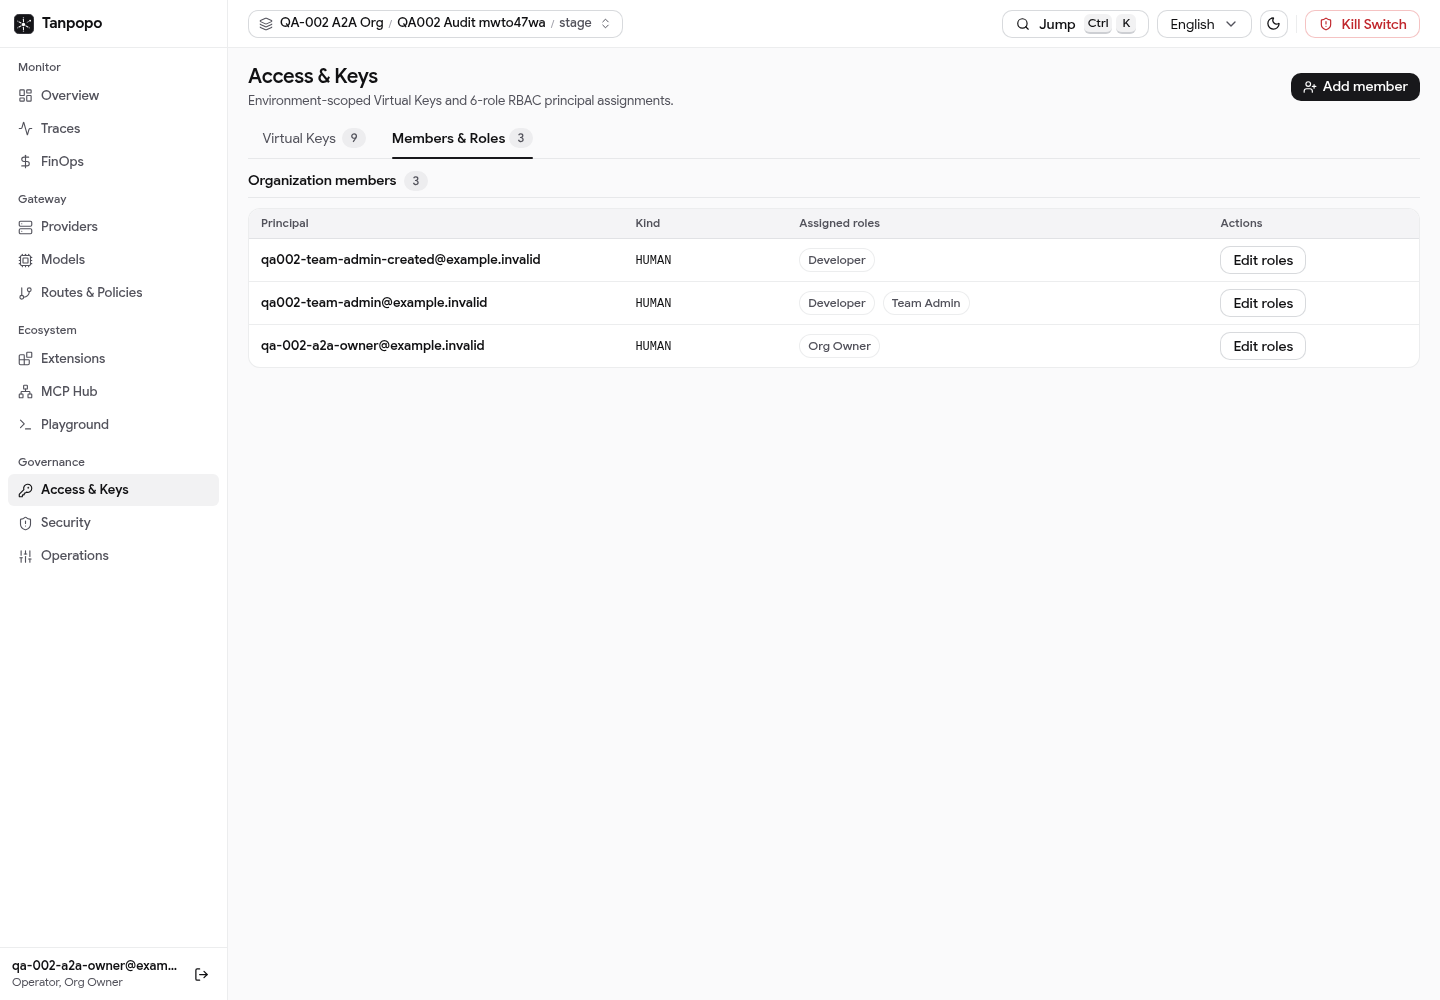 Tanpopo
QA-002 A2A Org / QA002 Audit mwto47wa / stage
Jump Ctrl K
English
Kill Switch
Monitor
Overview
Traces
FinOps
Gateway
Providers
Models
Routes & Policies
Ecosystem
Extensions
MCP Hub
Playground
Governance
Access & Keys
Security
Operations
qa-002-a2a-owner@exam...
Operator, Org Owner
Access & Keys
Environment-scoped Virtual Keys and 6-role RBAC principal assignments.
Add member
Virtual Keys 9
Members & Roles 3
Organization members 3
Principal Kind Assigned roles Actions
qa002-team-admin-created@example.invalid HUMAN Developer Edit roles
qa002-team-admin@example.invalid HUMAN Developer Team Admin Edit roles
qa-002-a2a-owner@example.invalid HUMAN Org Owner Edit roles